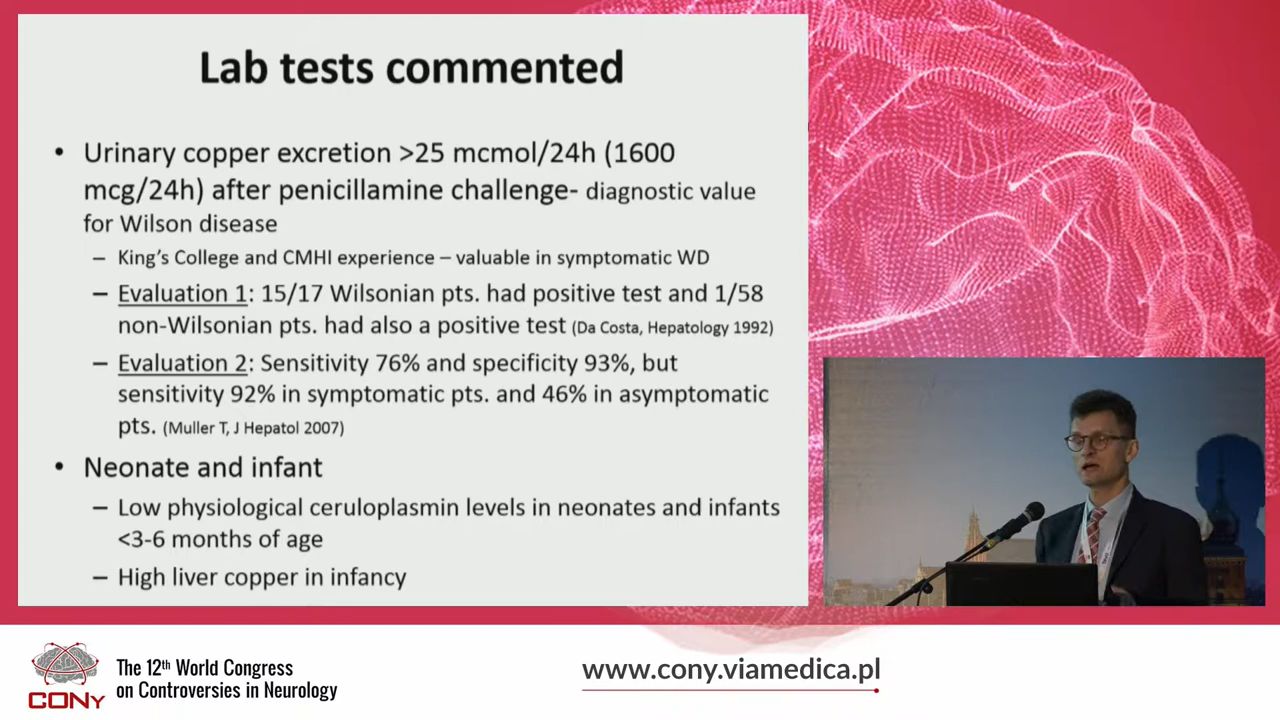 Lab tests commented
• Urinary copper excretion >25 mcmol/24h (1600
mcg/24h) after penicillamine challenge- diagnostic value
for Wilson disease
– King's College and CMHI experience – valuable in symptomatic WD
– Evaluation 1: 15/17 Wilsonian pts. had positive test and 1/58
non-Wilsonian pts. had also a positive test (Da Costa, Hepatology 1992)
– Evaluation 2: Sensitivity 76% and specificity 93%, but
sensitivity 92% in symptomatic pts. and 46% in asymptomatic
pts. (Muller T, J Hepatol 2007)
• Neonate and infant
– Low physiological ceruloplasmin levels in neonates and infants
<3-6 months of age
– High liver copper in infancy
CONy
The 12th World Congress
on Controversies in Neurology
www.cony.viamedica.pl